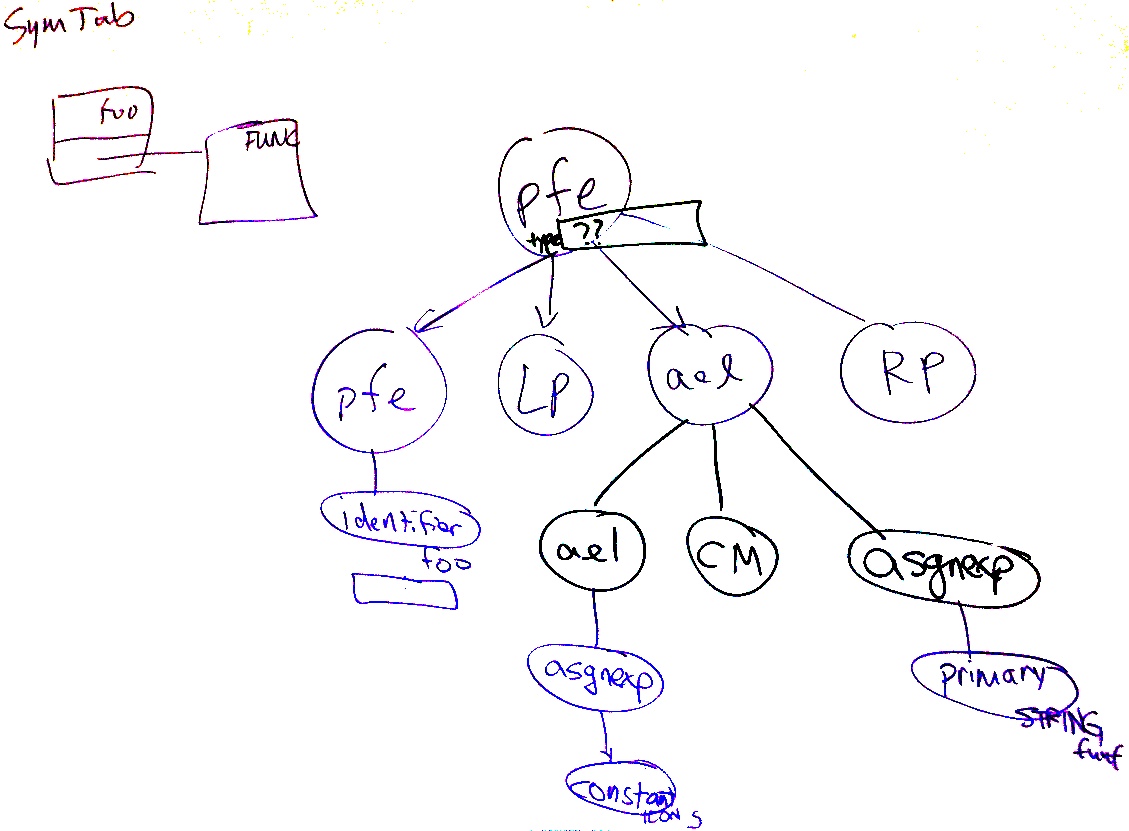 SymTab
foo
FUNC
pfe
type ??
pfe
LP
ael
RP
identifier
foo
ael
CM
asgnexp
asgnexp
primary
STRING
constant
ICON 5